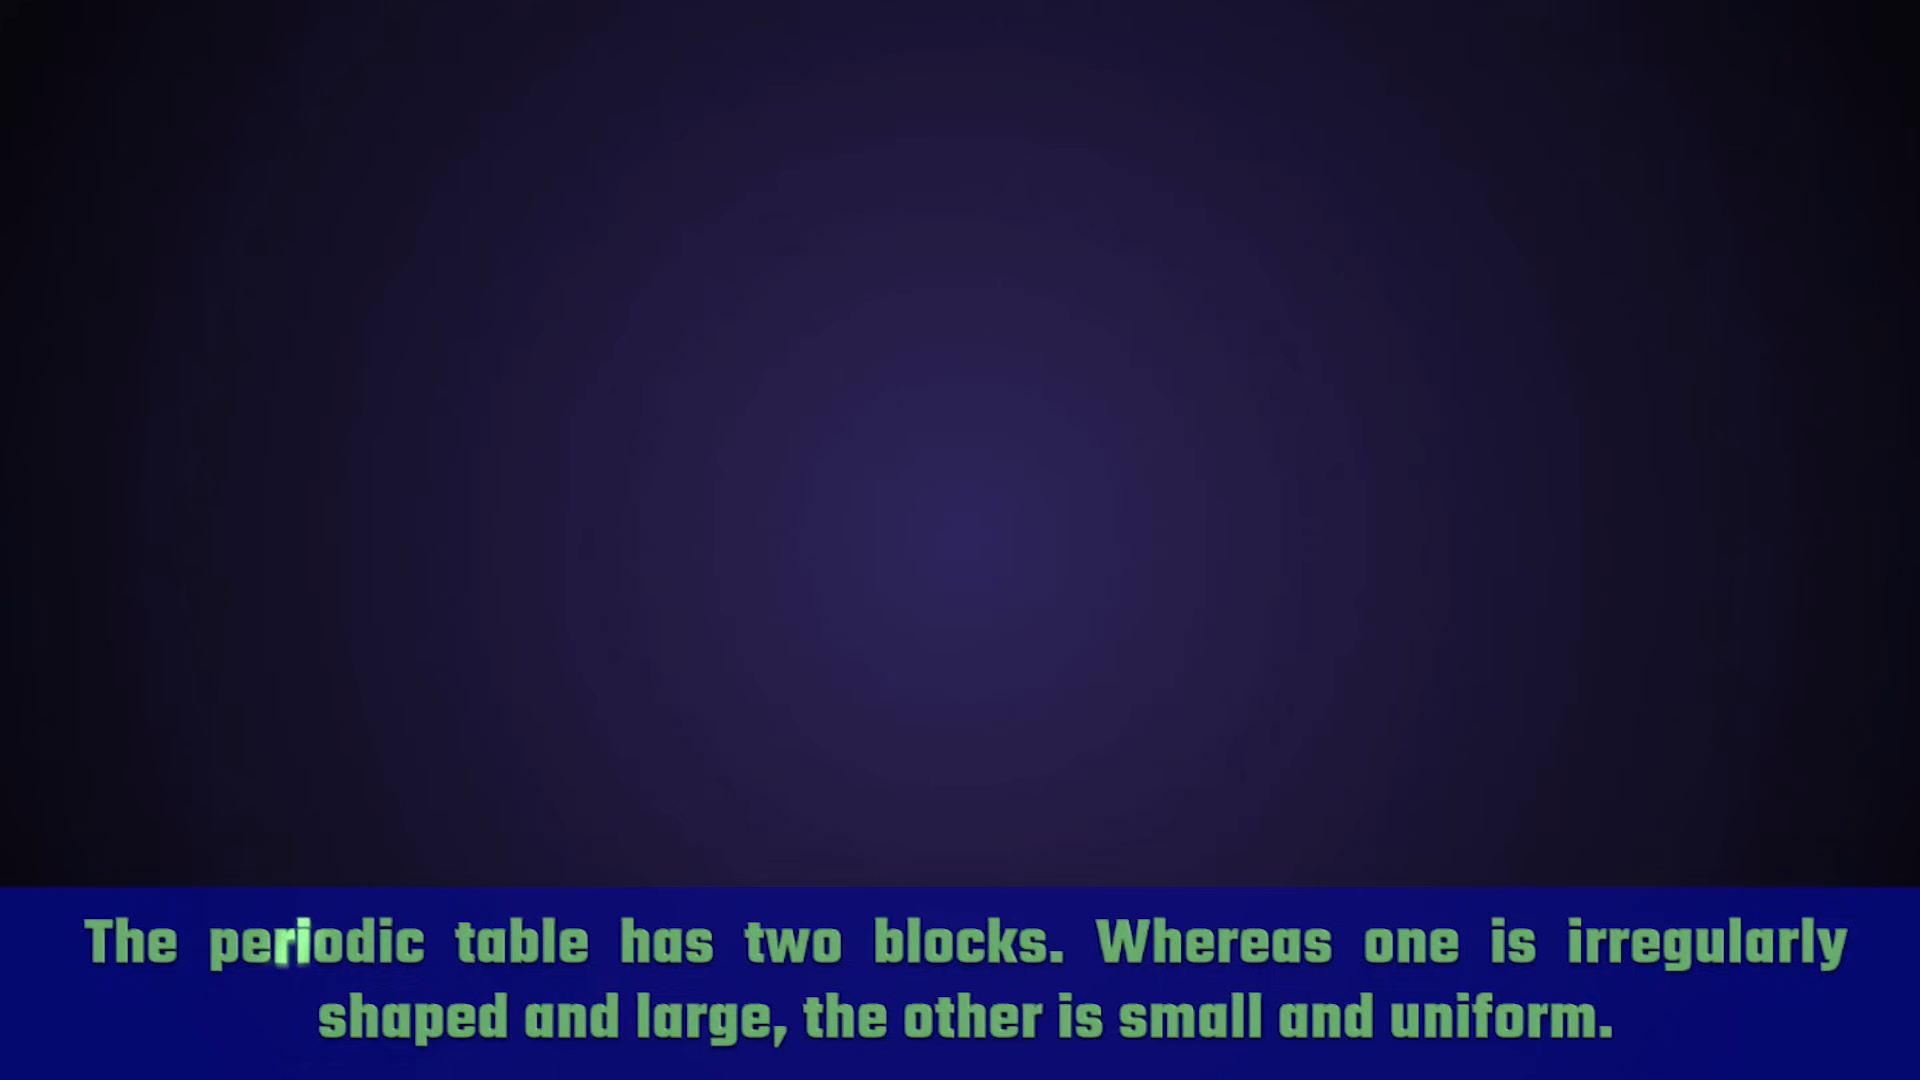 The periodic table has two blocks. Whereas one is irregularly
shaped and large, the other is small and uniform.